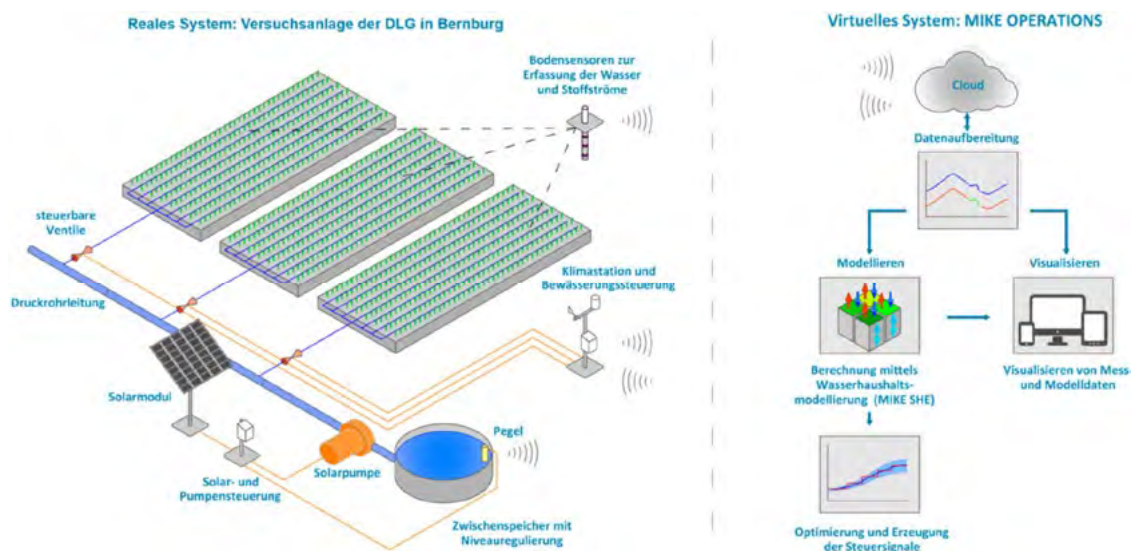 Reales System: Versuchsanlage der DLG in Bernburg
Bodensensoren zur
Erfassung der Wasser
und Stoffströme
steuerbare
Ventile
Druckrohrleitung
Klimastation und
Bewässerungssteuerung
Solarmodul
Solar- und
Pumpensteuerung
Solarpumpe
Pegel
Zwischenspeicher mit
Niveauregulierung
Virtuelles System: MIKE OPERATIONS
Cloud
Datenaufbereitung
Modellieren
Visualisieren
Berechnung mittels
Wasserhaushalts-
modellierung (MIKE SHE)
Visualisieren von Mess-
und Modelldaten
Optimierung und Erzeugung
der Steuersignale